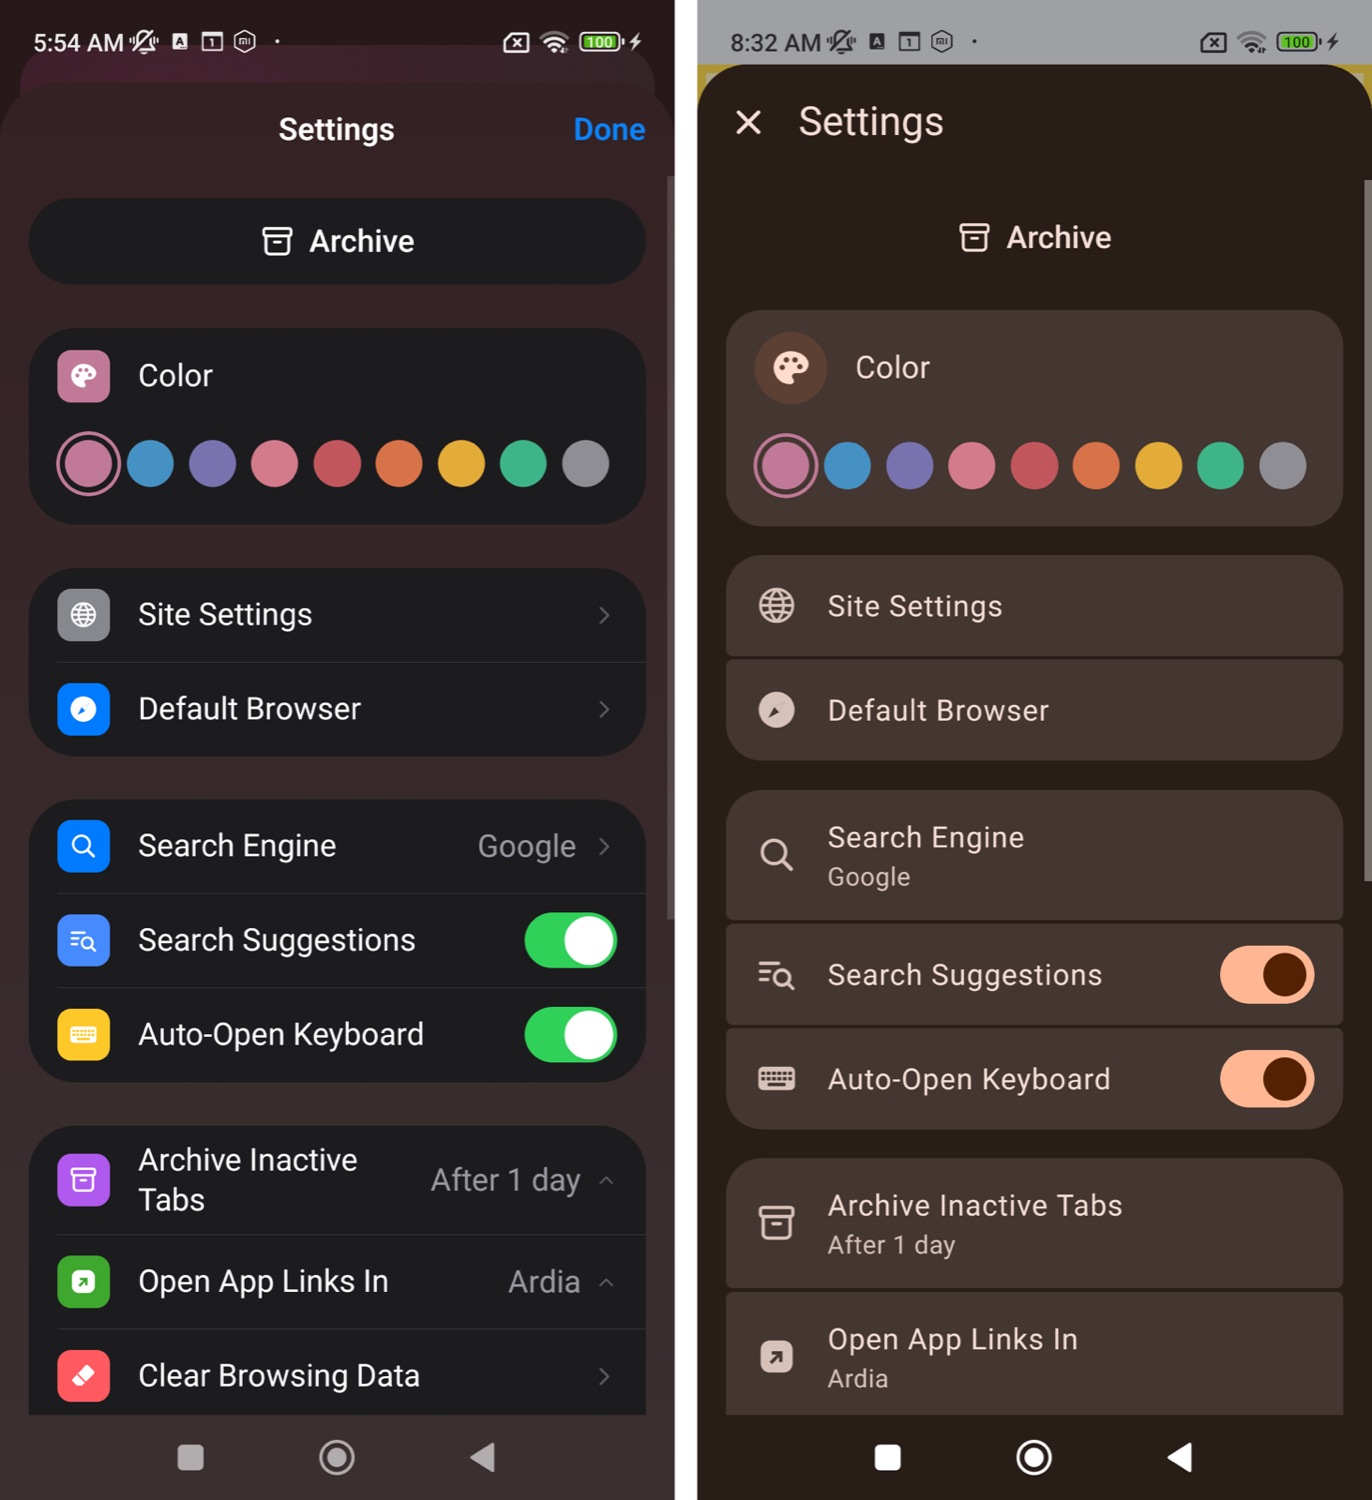 5:54 AM
100
Settings
Done
Archive
Color
Site Settings
Default Browser
Search Engine
Google
Search Suggestions
Auto-Open Keyboard
Archive Inactive
Tabs
After 1 day
Open App Links In
Ardia
Clear Browsing Data
8:32 AM
100
Settings
Archive
Color
Site Settings
Default Browser
Search Engine
Google
Search Suggestions
Auto-Open Keyboard
Archive Inactive Tabs
After 1 day
Open App Links In
Ardia